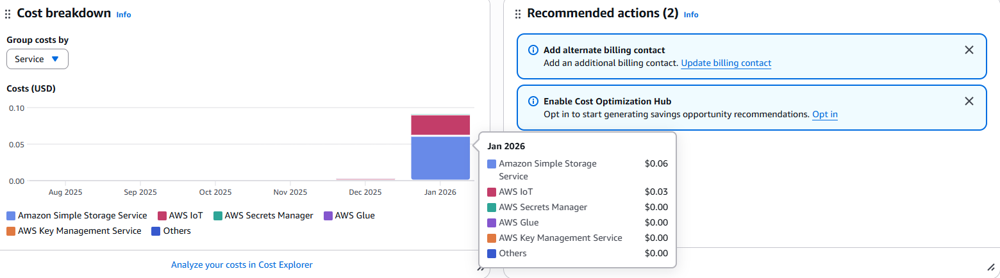 Cost breakdown Info
Group costs by
Service
Costs (USD)
0.10
0.05
0.00
Aug 2025 Sep 2025 Oct 2025 Nov 2025 Dec 2025 Jan 2026
Amazon Simple Storage Service AWS IoT AWS Secrets Manager AWS Glue
AWS Key Management Service Others
Analyze your costs in Cost Explorer
Recommended actions (2) Info
Add alternate billing contact
Add an additional billing contact. Update billing contact
Enable Cost Optimization Hub
Opt in to start generating savings opportunity recommendations. Opt in
Jan 2026
Amazon Simple Storage $0.06
Service
AWS IoT $0.03
AWS Secrets Manager $0.00
AWS Glue $0.00
AWS Key Management Service $0.00
Others $0.00